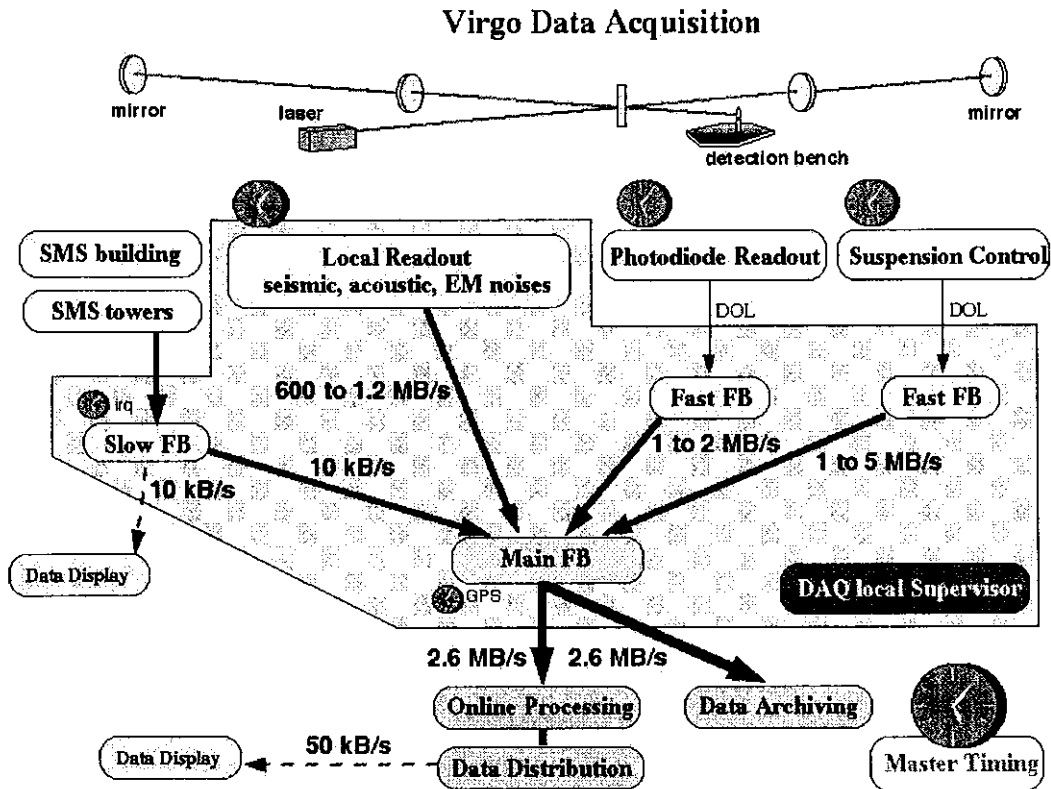 Virgo Data Acquisition
mirror
laser
mirror
detection bench
SMS building
Local Readout
seismic, acoustic, EM noises
Photodiode Readout
Suspension Control
SMS towers
DOL
DOL
600 to 1.2 MB/s
Fast FB
Fast FB
irq
Slow FB
1 to 2 MB/s
10 kB/s
1 to 5 MB/s
10 kB/s
Main FB
Data Display
GPS
DAQ local Supervisor
2.6 MB/s
2.6 MB/s
Online Processing
Data Archiving
50 kB/s
Data Display
Data Distribution
Master Timing